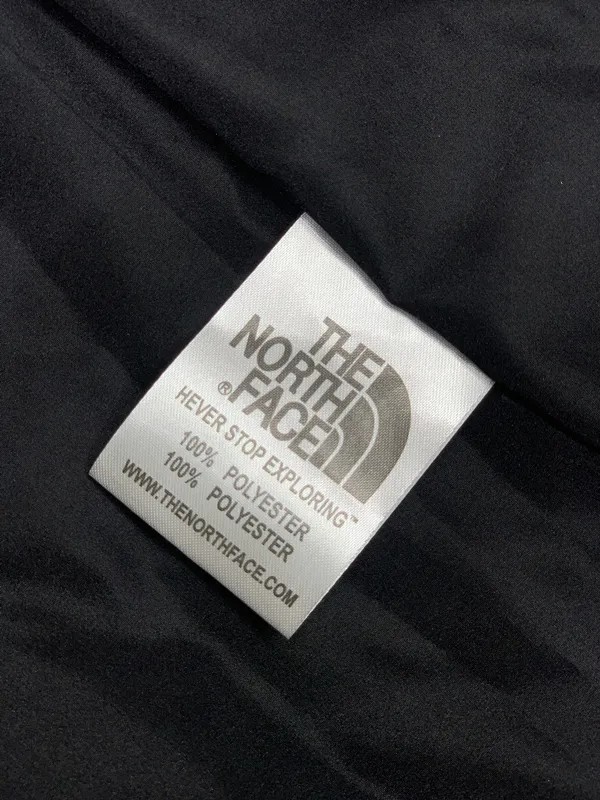 THE
NORTH
FACE®
HEVER STOP EXPLORING™
100% POLYESTER
100% POLYESTER
WWW.THENORTHFACE.COM